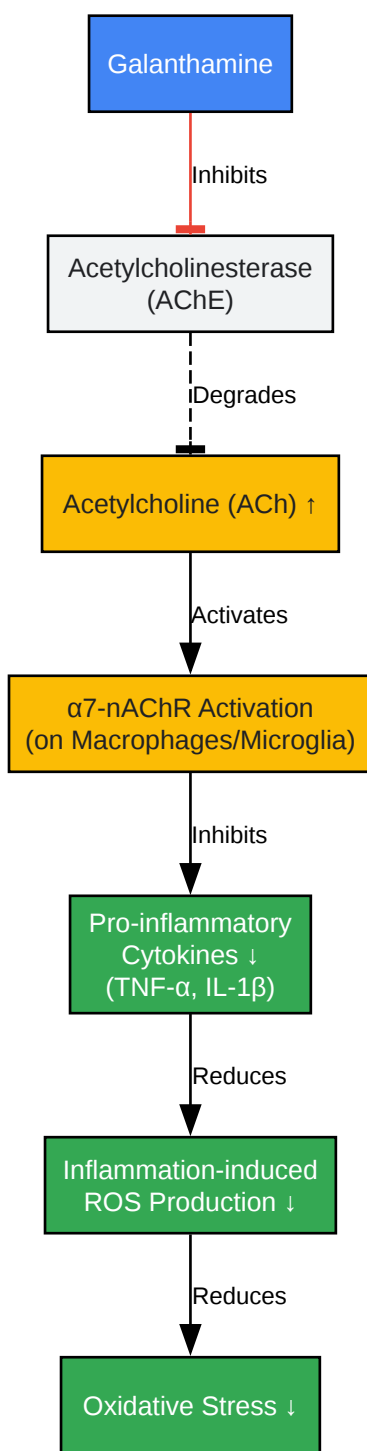 Galanthamine
Inhibits
Acetylcholinesterase
(AChE)
Degrades
Acetylcholine (ACh) ↑
Activates
α7-nAChR Activation
(on Macrophages/Microglia)
Inhibits
Pro-inflammatory
Cytokines ↓
(TNF-α, IL-1β)
Reduces
Inflammation-induced
ROS Production ↓
Reduces
Oxidative Stress ↓